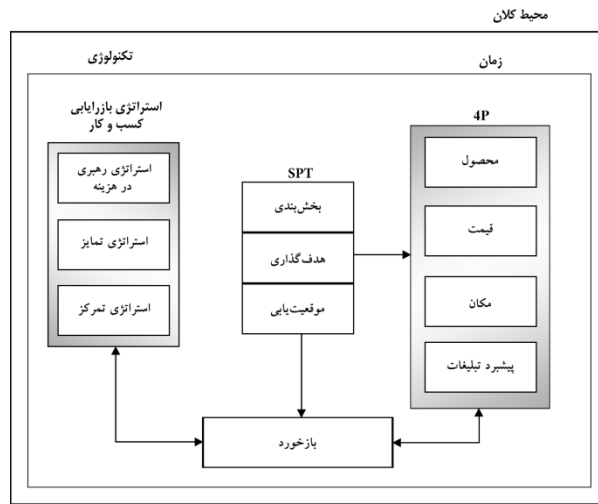 محیط کلان
زمان
تکنولوژی
4P
محصول
قیمت
مکان
پیشبرد تبلیغات
SPT
بخش‌بندی
هدف‌گذاری
موقعیت‌یابی
استراتژی بازرایابی
کسب و کار
استراتژی رهبری
در هزینه
استراتژی تمایز
استراتژی تمرکز
بازخورد